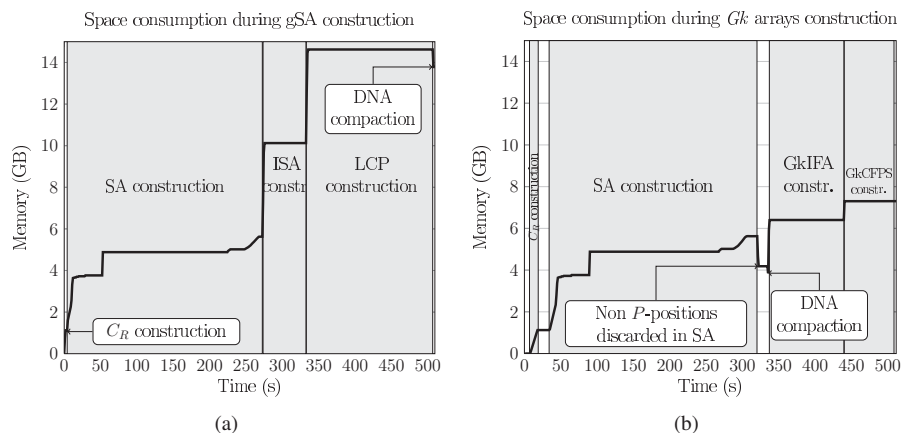 Space consumption during gSA construction
14
12
10
8
6
4
2
0
Memory (GB)
0 50 100 150 200 250 300 350 400 450 500
Time (s)
SA construction
ISA
constr
LCP
construction
DNA
compaction
C_R construction
(a)
Space consumption during Gk arrays construction
14
12
10
8
6
4
2
0
Memory (GB)
0 50 100 150 200 250 300 350 400 450 500
Time (s)
C_R construction
SA construction
GkIFA
constr.
GkCFPS
constr.
Non P-positions
discarded in SA
DNA
compaction
(b)